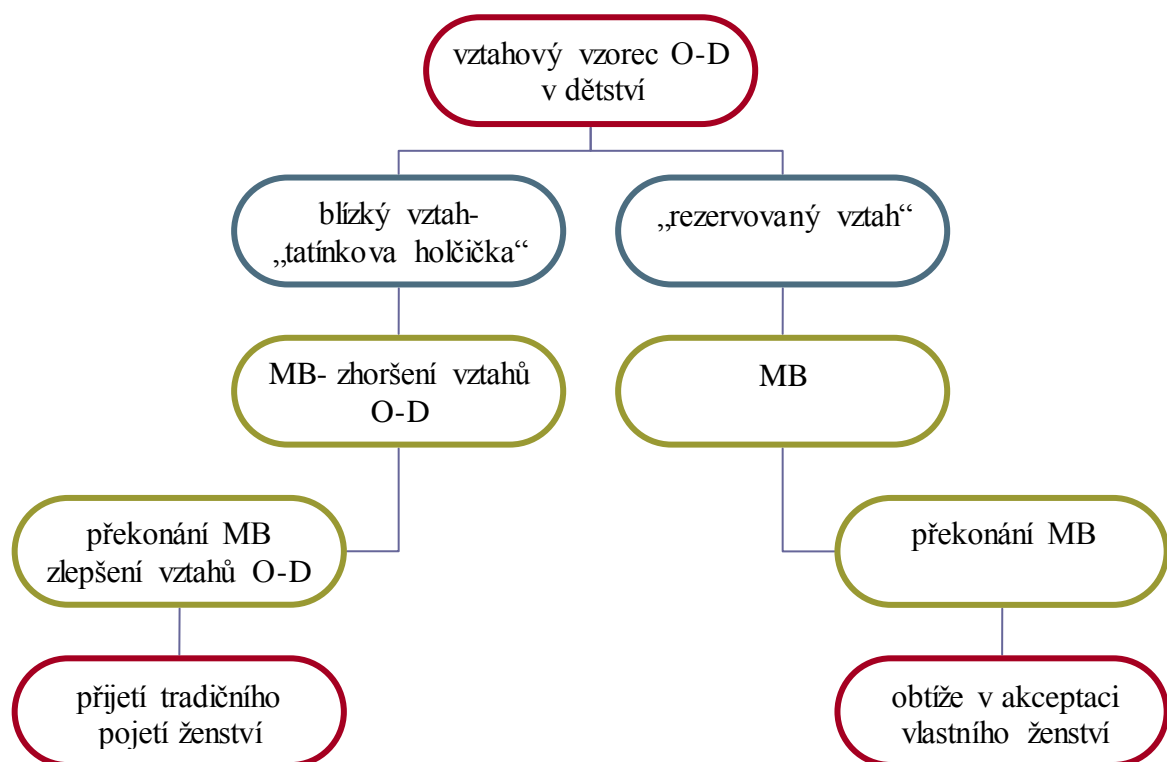 vztahový vzorec O-D
v dětství
blízký vztah-
„tatínkova holčička“
„rezervovaný vztah“
MB- zhoršení vztahů
O-D
MB
překonání MB
zlepšení vztahů O-D
překonání MB
přijetí tradičního
pojetí ženství
obtíže v akceptaci
vlastního ženství